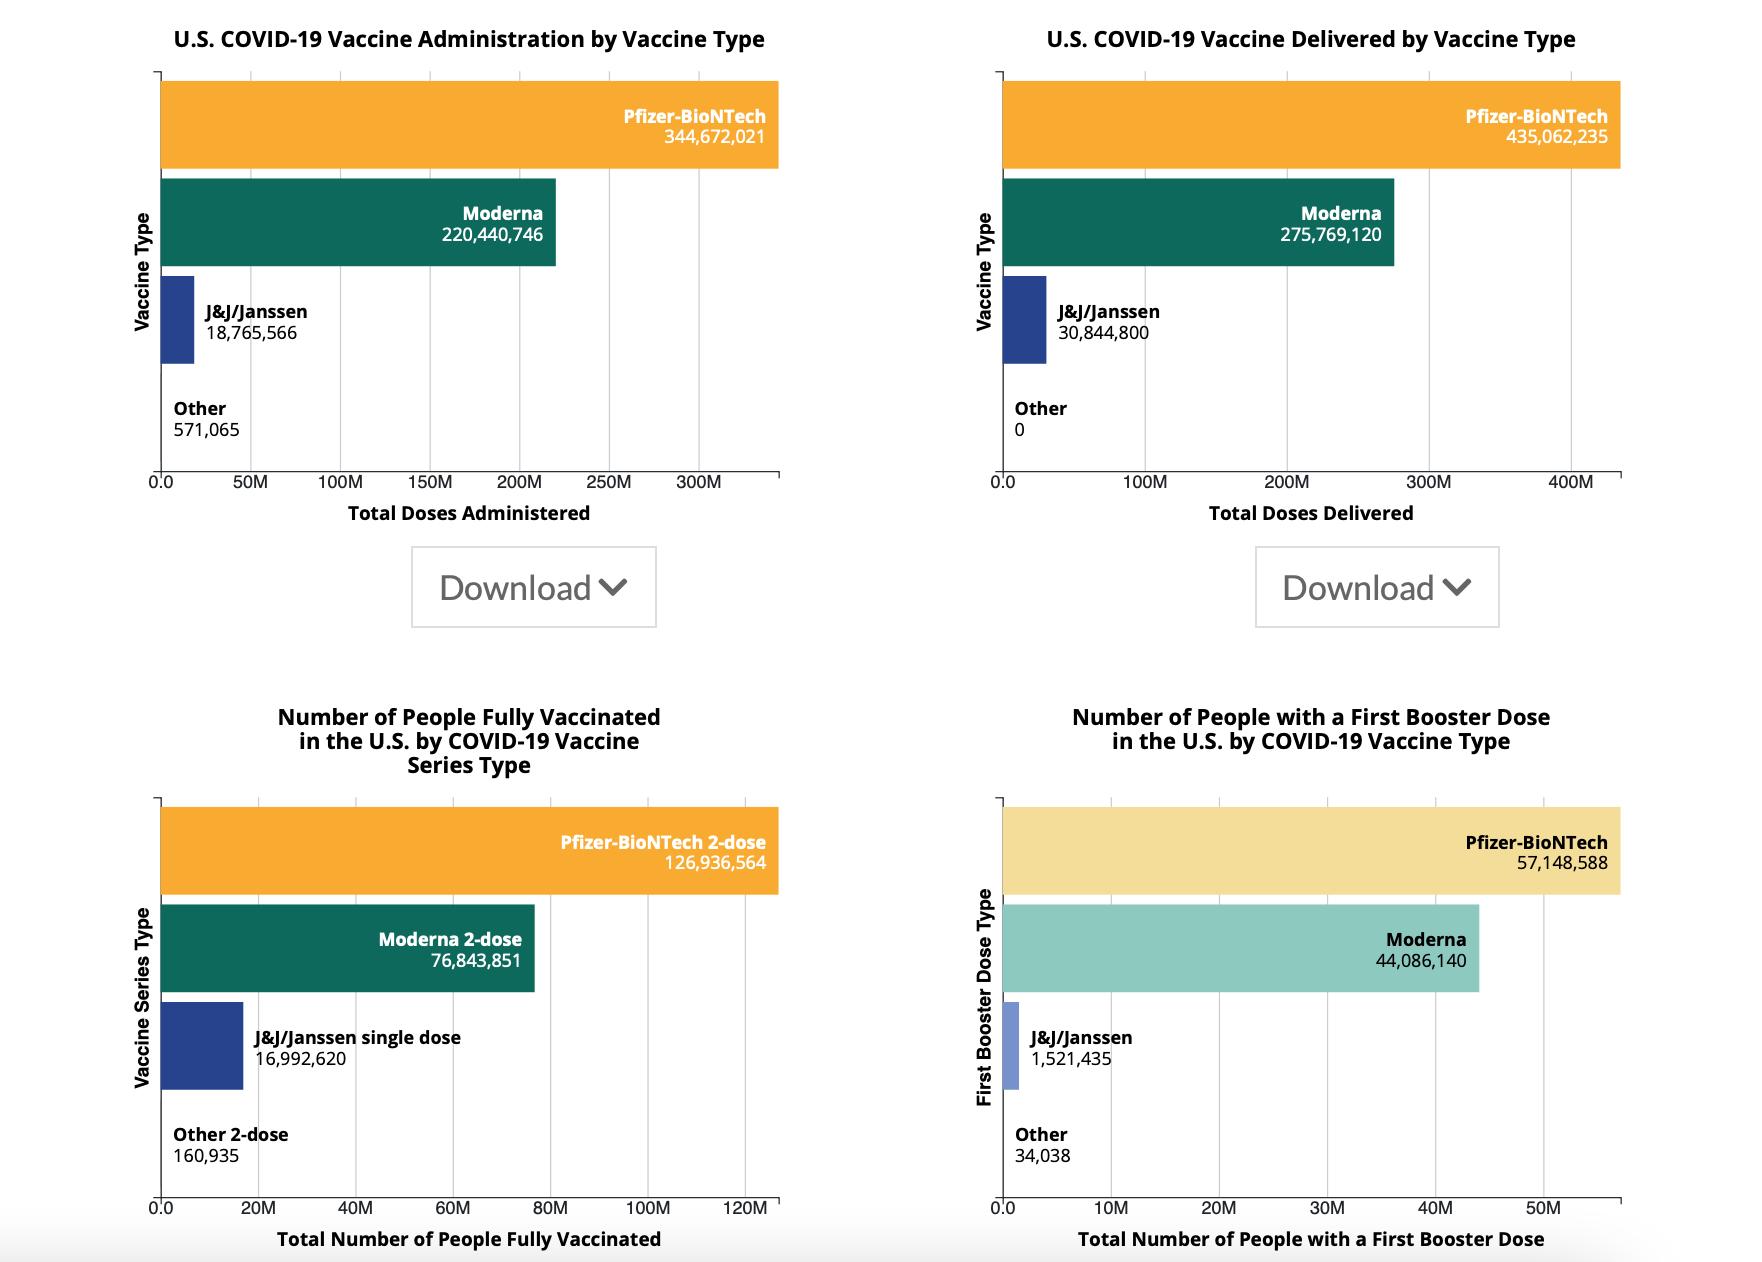 U.S. COVID-19 Vaccine Administration by Vaccine Type
Vaccine Type
Pfizer-BioNTech
344,672,021
Moderna
220,440,746
J&J/Janssen
18,765,566
Other
571,065
0.0 50M 100M 150M 200M 250M 300M
Total Doses Administered
Download
U.S. COVID-19 Vaccine Delivered by Vaccine Type
Vaccine Type
Pfizer-BioNTech
435,062,235
Moderna
275,769,120
J&J/Janssen
30,844,800
Other
0
0.0 100M 200M 300M 400M
Total Doses Delivered
Download
Number of People Fully Vaccinated
in the U.S. by COVID-19 Vaccine
Series Type
Vaccine Series Type
Pfizer-BioNTech 2-dose
126,936,564
Moderna 2-dose
76,843,851
J&J/Janssen single dose
16,992,620
Other 2-dose
160,935
0.0 20M 40M 60M 80M 100M 120M
Total Number of People Fully Vaccinated
Number of People with a First Booster Dose
in the U.S. by COVID-19 Vaccine Type
First Booster Dose Type
Pfizer-BioNTech
57,148,588
Moderna
44,086,140
J&J/Janssen
1,521,435
Other
34,038
0.0 10M 20M 30M 40M 50M
Total Number of People with a First Booster Dose